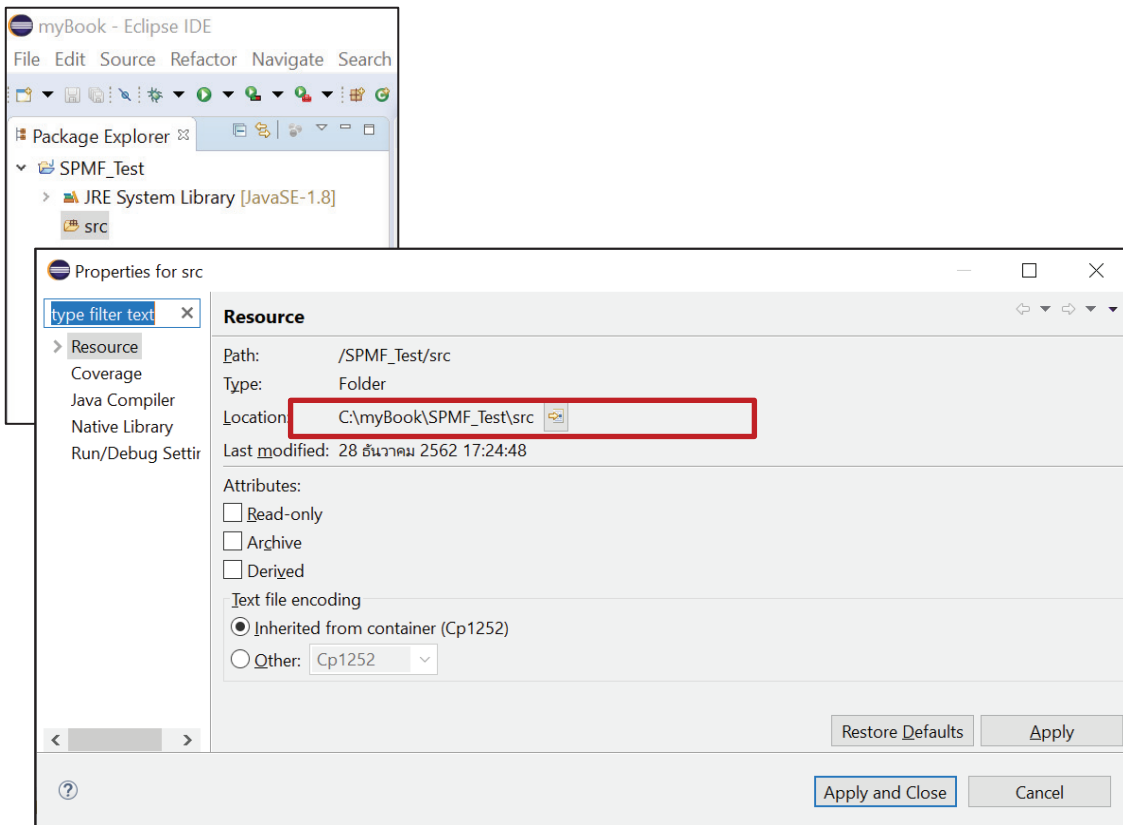 myBook - Eclipse IDE
File Edit Source Refactor Navigate Search
Package Explorer
SPMF_Test
JRE System Library [JavaSE-1.8]
src
Properties for src
type filter text
Resource
Coverage
Java Compiler
Native Library
Run/Debug Settir
Resource
Path: /SPMF_Test/src
Type: Folder
Location: C:\myBook\SPMF_Test\src
Last modified: 28 ธันวาคม 2562 17:24:48
Attributes:
Read-only
Archive
Derived
Text file encoding
Inherited from container (Cp1252)
Other: Cp1252
Restore Defaults Apply
Apply and Close Cancel